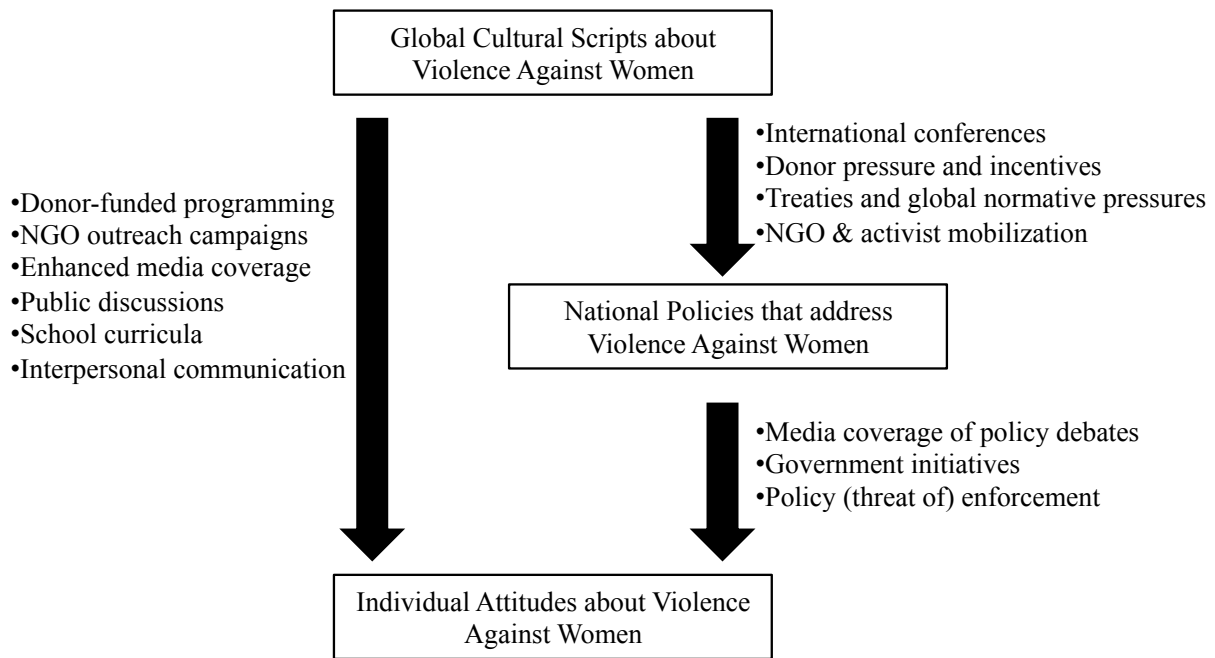 Global Cultural Scripts about
Violence Against Women
•International conferences
•Donor pressure and incentives
•Treaties and global normative pressures
•NGO & activist mobilization
•Donor-funded programming
•NGO outreach campaigns
•Enhanced media coverage
•Public discussions
•School curricula
•Interpersonal communication
National Policies that address
Violence Against Women
•Media coverage of policy debates
•Government initiatives
•Policy (threat of) enforcement
Individual Attitudes about Violence
Against Women